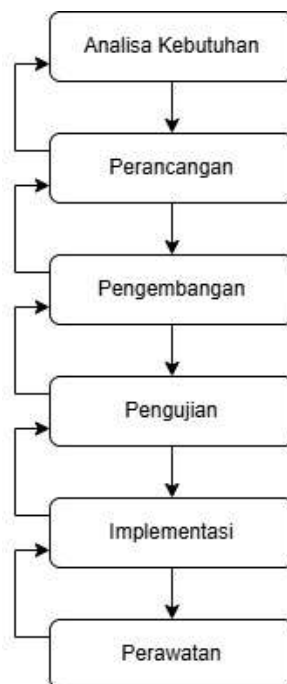 Analisa Kebutuhan
Perancangan
Pengembangan
Pengujian
Implementasi
Perawatan